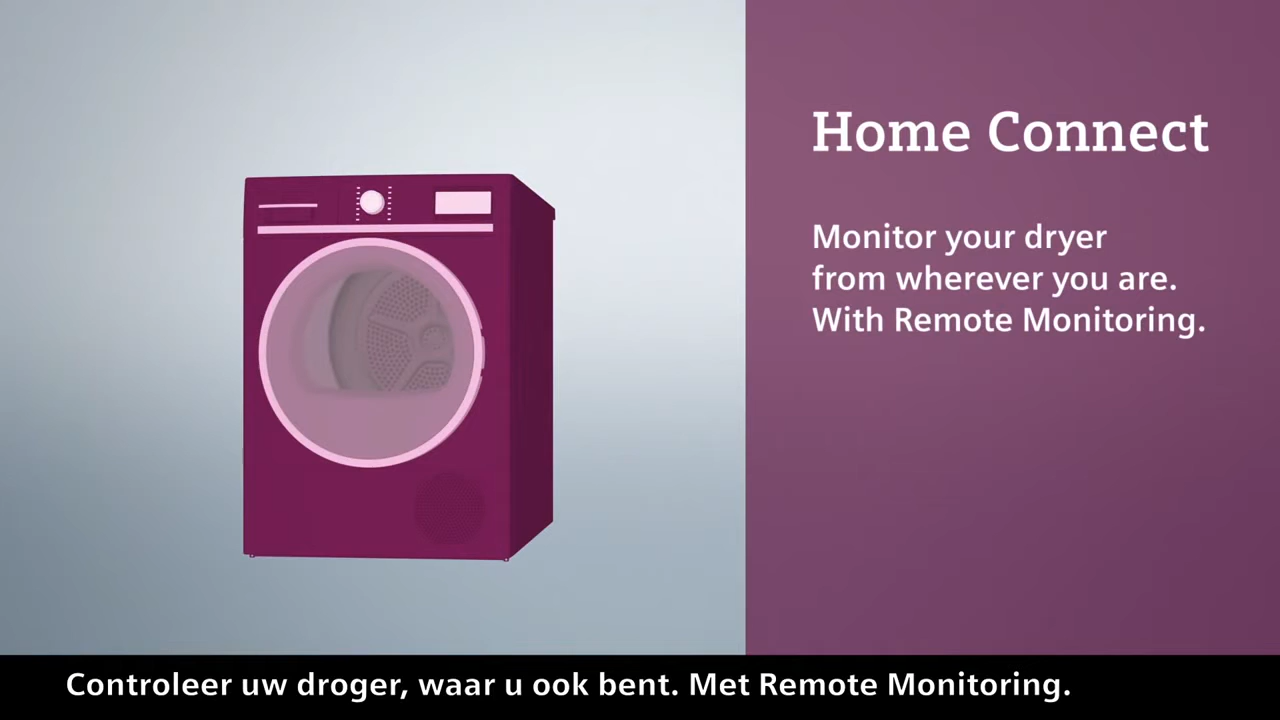 Home Connect
Monitor your dryer
from wherever you are.
With Remote Monitoring.
Controleer uw droger, waar u ook bent. Met Remote Monitoring.